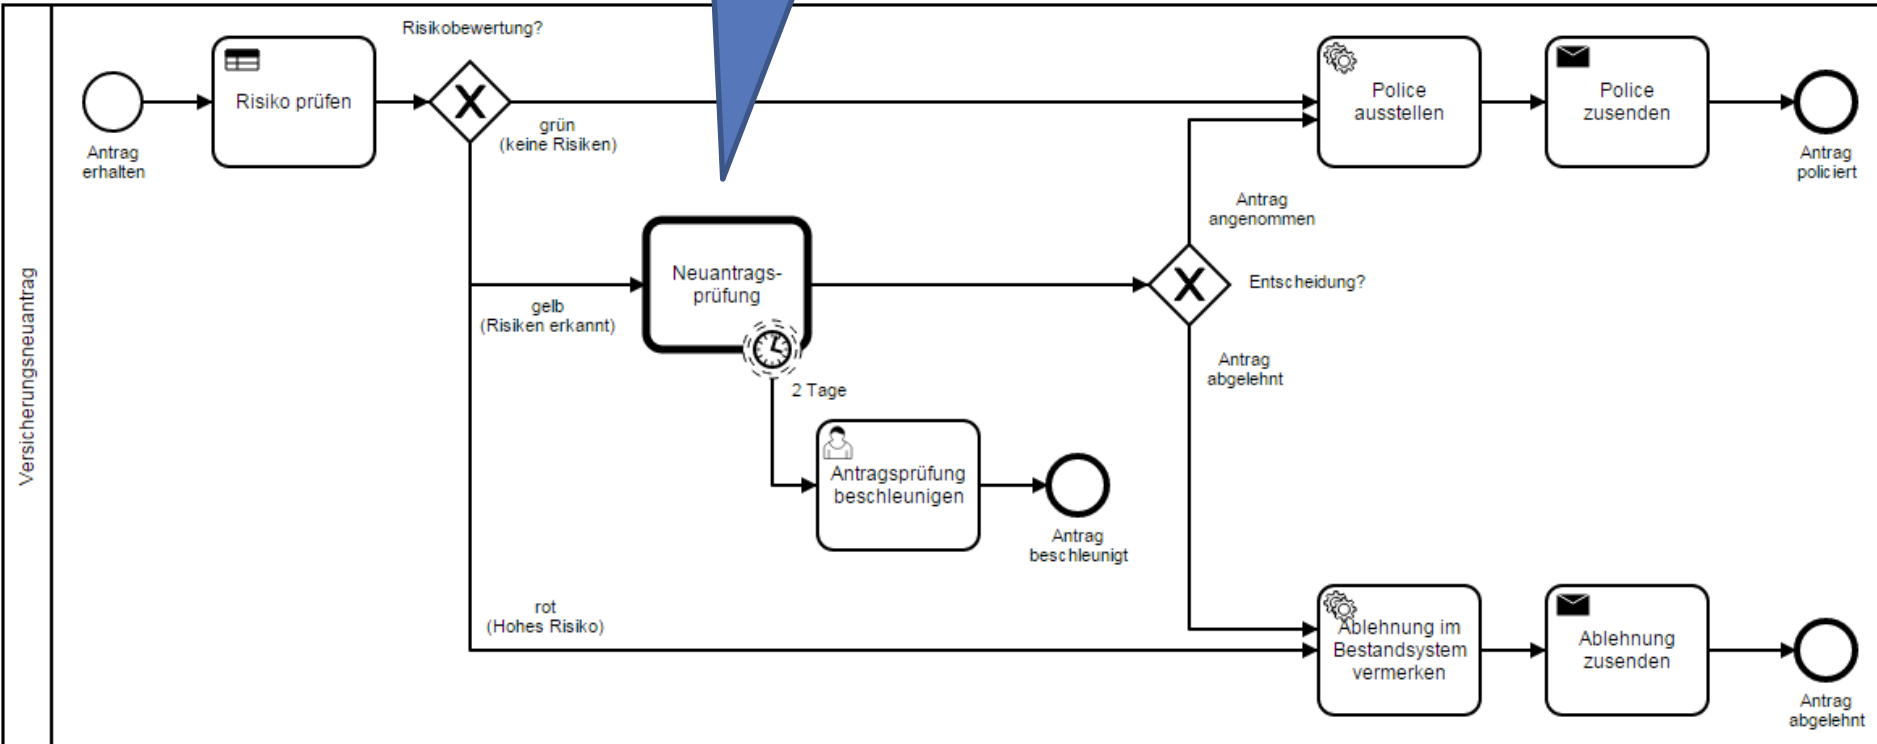 Versicherungsneuantrag
Antrag
erhalten
Risiko prüfen
Risikobewertung?
grün
(keine Risiken)
gelb
(Risiken erkannt)
rot
(Hohes Risiko)
Neuantrags-
prüfung
2 Tage
Antragsprüfung
beschleunigen
Antrag
beschleunigt
Entscheidung?
Antrag
angenommen
Antrag
abgelehnt
Police
ausstellen
Police
zusenden
Antrag
policiert
Ablehnung im
Bestandsystem
vermerken
Ablehnung
zusenden
Antrag
abgelehnt